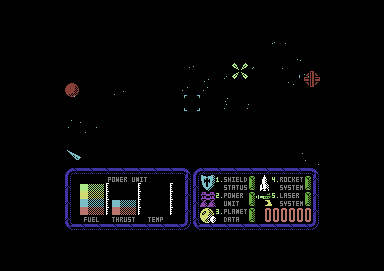 POWER UNIT
FUEL THRUST TEMP
1.SHIELD STATUS
4.ROCKET SYSTEM
2.POWER UNIT
5.LASER SYSTEM
3.PLANET DATA
000000